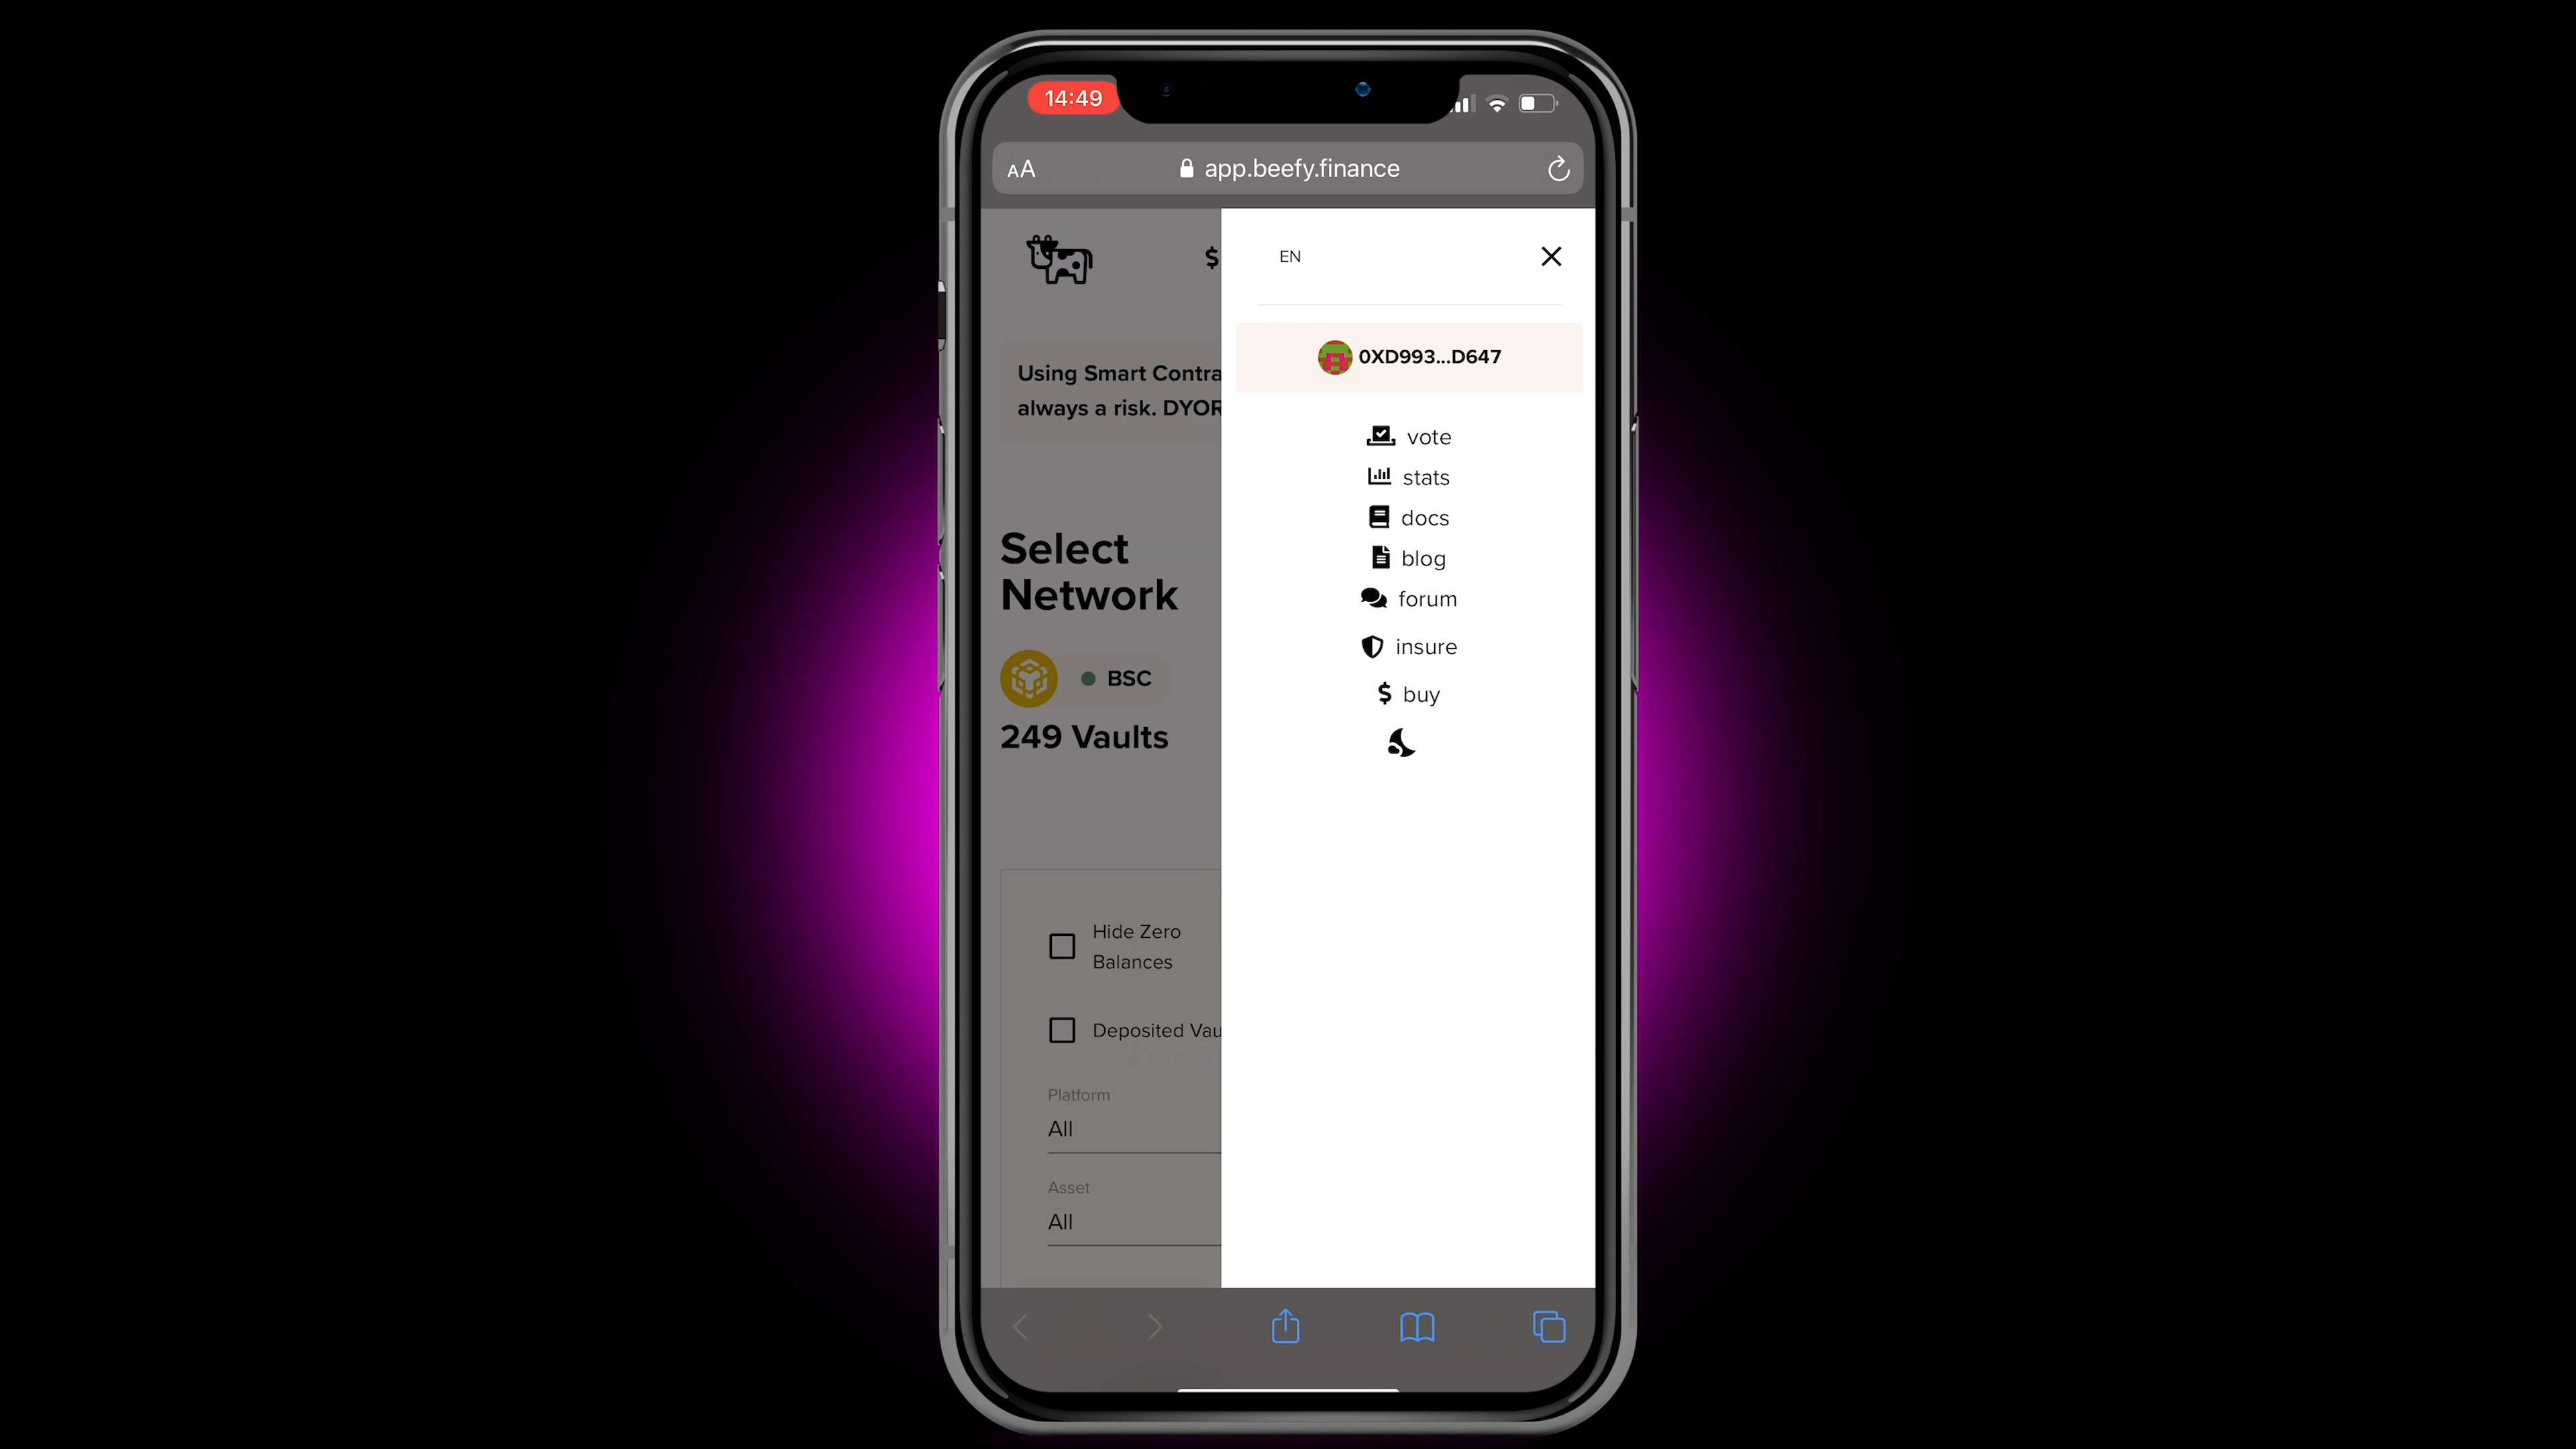 14:49
AA
app.beefy.finance
$
EN
0XD993...D647
Using Smart Contra
always a risk. DYOR
vote
stats
docs
blog
forum
insure
$ buy
Select
Network
BSC
249 Vaults
Hide Zero
Balances
Deposited Vau
Platform
All
Asset
All